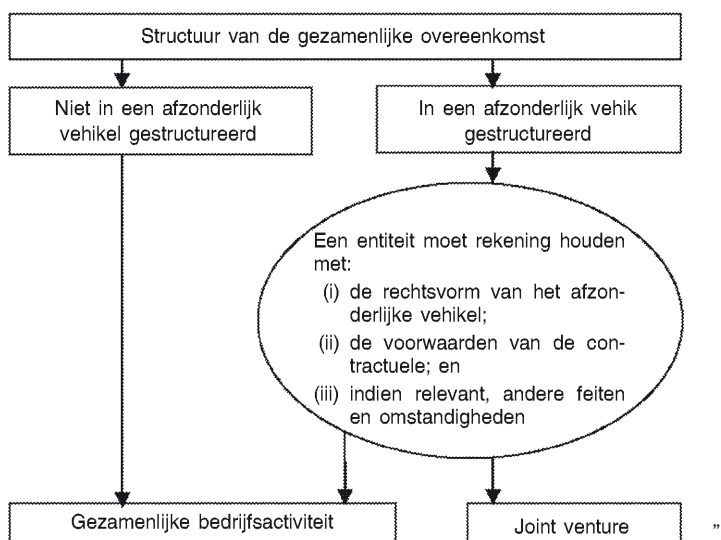 Structuur van de gezamenlijke overeenkomst
Niet in een afzonderlijk
vehikel gestructureerd
In een afzonderlijk vehik
gestructureerd
Een entiteit moet rekening houden
met:
(i) de rechtsvorm van het afzon-
derlijke vehikel;
(ii) de voorwaarden van de con-
tractuele; en
(iii) indien relevant, andere feiten
en omstandigheden
Gezamenlijke bedrijfsactiviteit
Joint venture ”